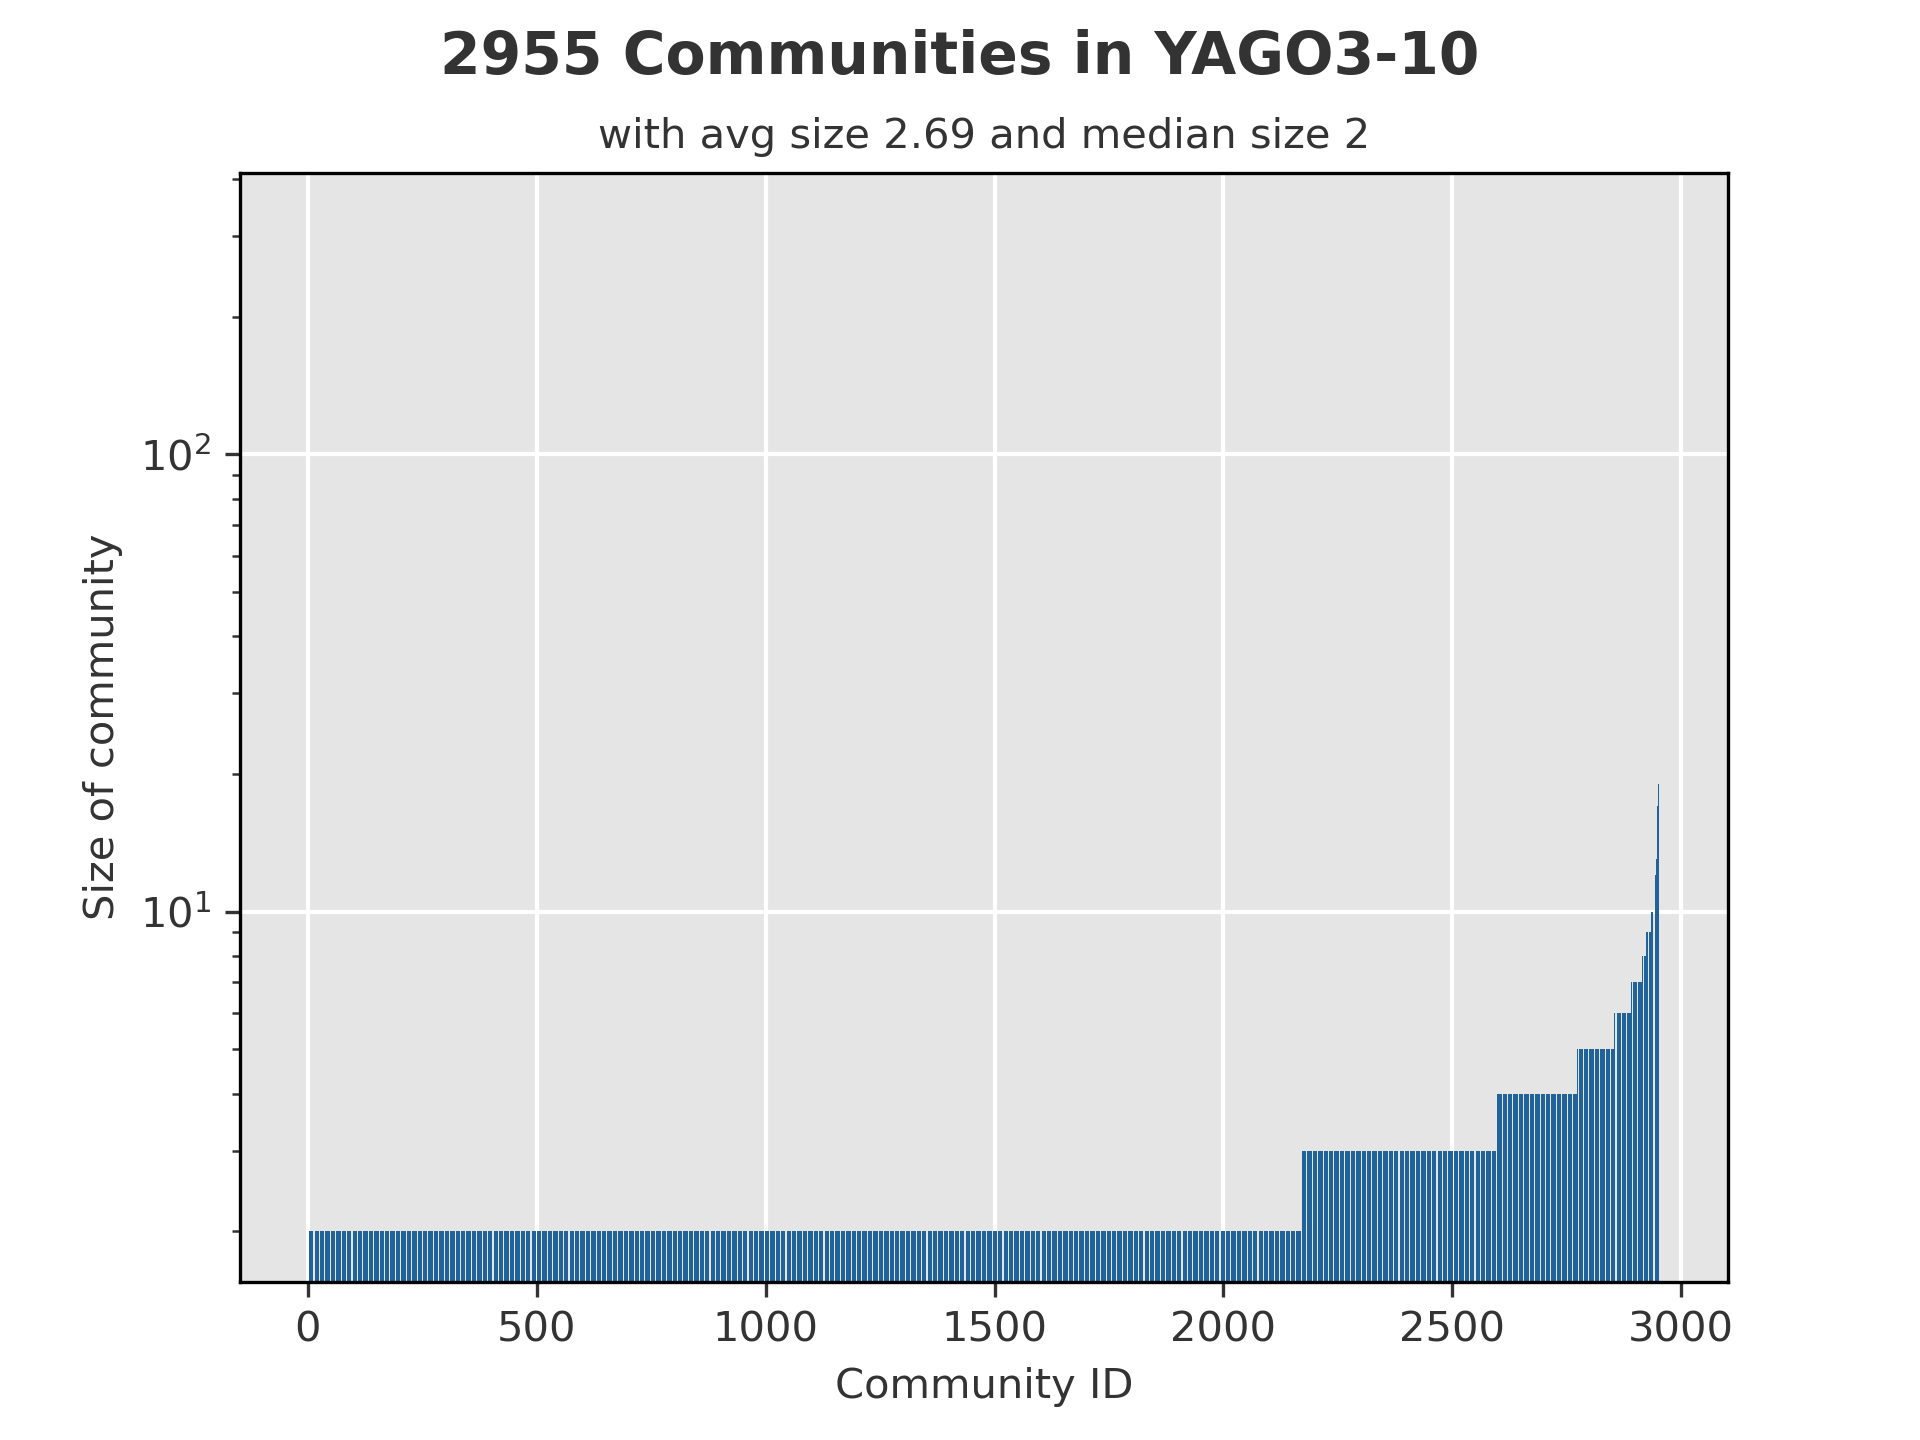 2955 Communities in YAGO3-10
with avg size 2.69 and median size 2
Size of community
10²
10¹
0 500 1000 1500 2000 2500 3000
Community ID